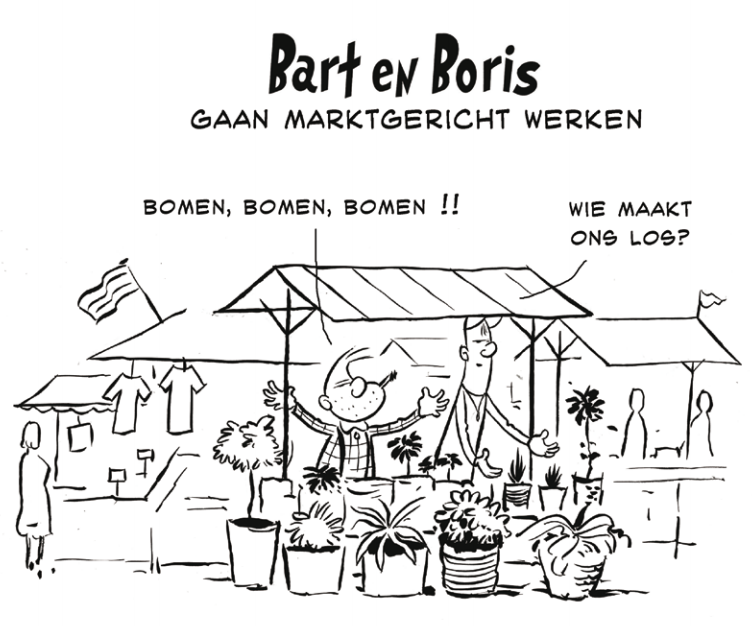 Bart en Boris
GAAN MARKTGERICHT WERKEN
BOMEN, BOMEN, BOMEN !!
WIE MAAKT
ONS LOS?